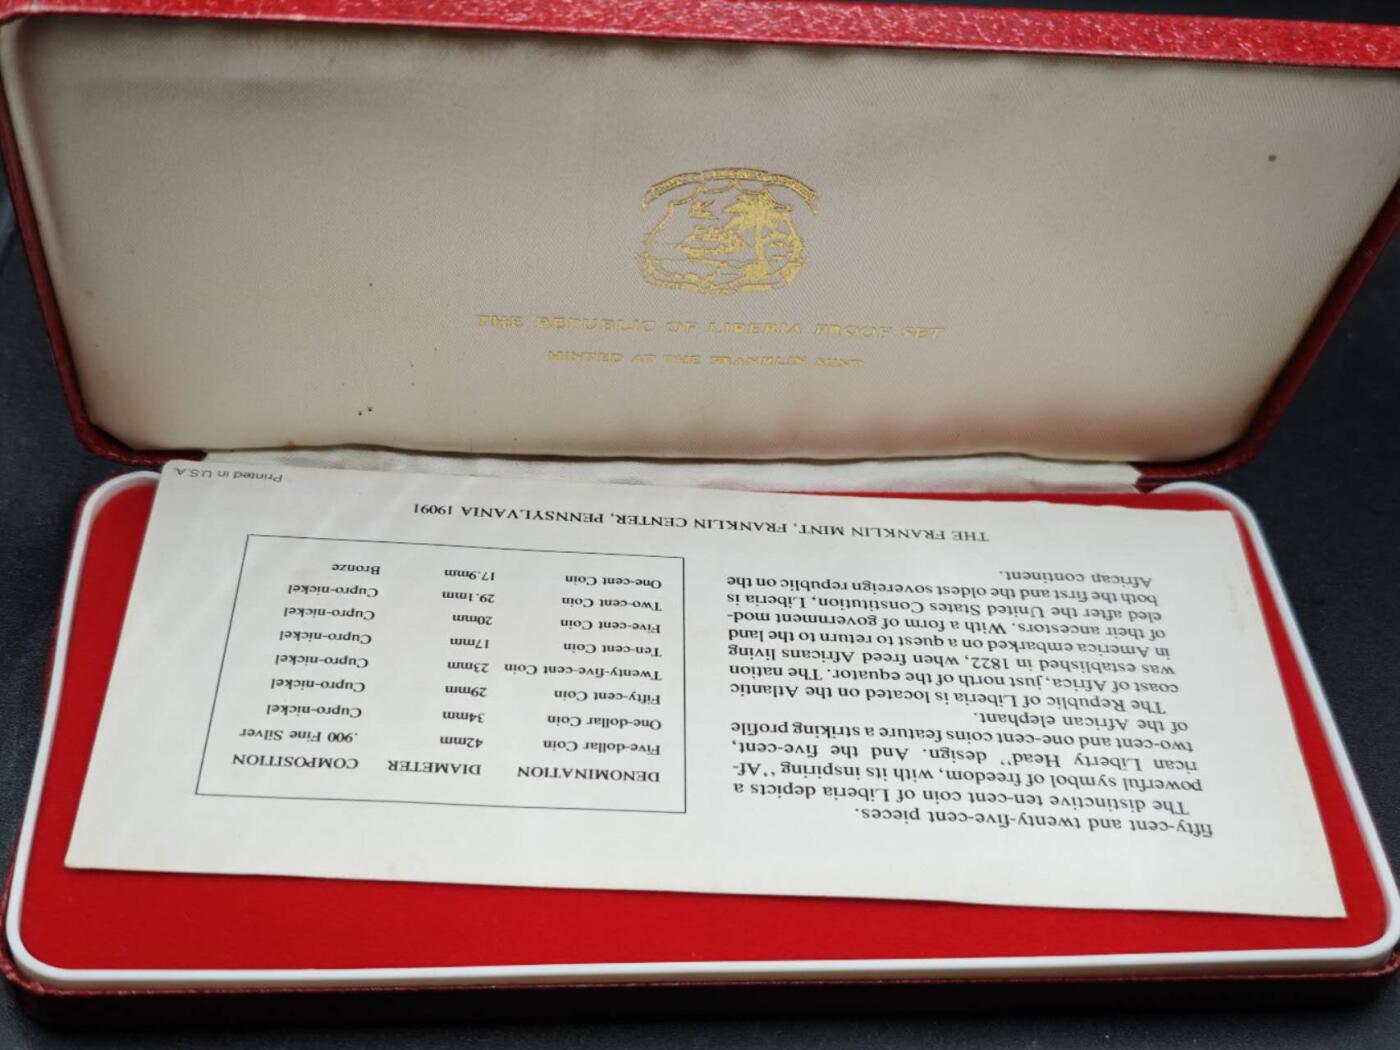 THE REPUBLIC OF LIBERIA PROOF SET
MINTED AT THE FRANKLIN MINT
fifty-cent and twenty-five-cent pieces.
The distinctive ten-cent coin of Liberia depicts a
powerful symbol of freedom, with its inspiring "Af-
rican Liberty Head" design. And the five-cent,
two-cent and one-cent coins feature a striking profile
of the African elephant.
The Republic of Liberia is located on the Atlantic
coast of Africa, just north of the equator. The nation
was established in 1822, when freed Africans living
in America embarked on a quest to return to the land
of their ancestors. With a form of government mod-
eled after the United States Constitution, Liberia is
both the first and the oldest sovereign republic on the
African continent.
DENOMINATION DIAMETER COMPOSITION
Five-dollar Coin 42mm .900 Fine Silver
One-dollar Coin 34mm Cupro-nickel
Fifty-cent Coin 29mm Cupro-nickel
Twenty-five-cent Coin 23mm Cupro-nickel
Ten-cent Coin 17mm Cupro-nickel
Five-cent Coin 20mm Cupro-nickel
Two-cent Coin 29.1mm Cupro-nickel
One-cent Coin 17.9mm Bronze
THE FRANKLIN MINT, FRANKLIN CENTER, PENNSYLVANIA 19091
Printed in U.S.A.